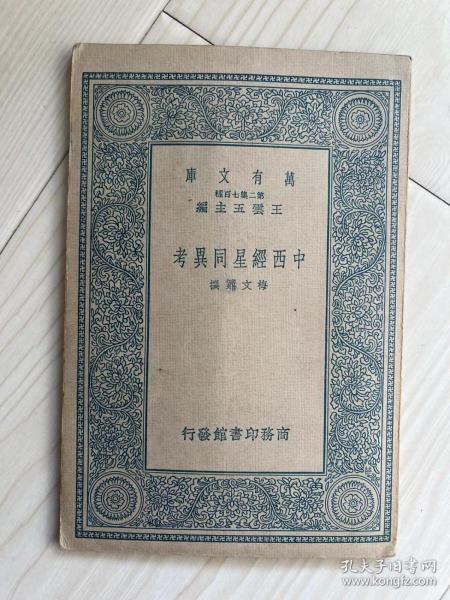 萬有文庫
第二集七百種
王雲五主編
中西經星同異考
梅文鼏撰
商務印書館發行
孔夫子旧书网
www.kongfz.com